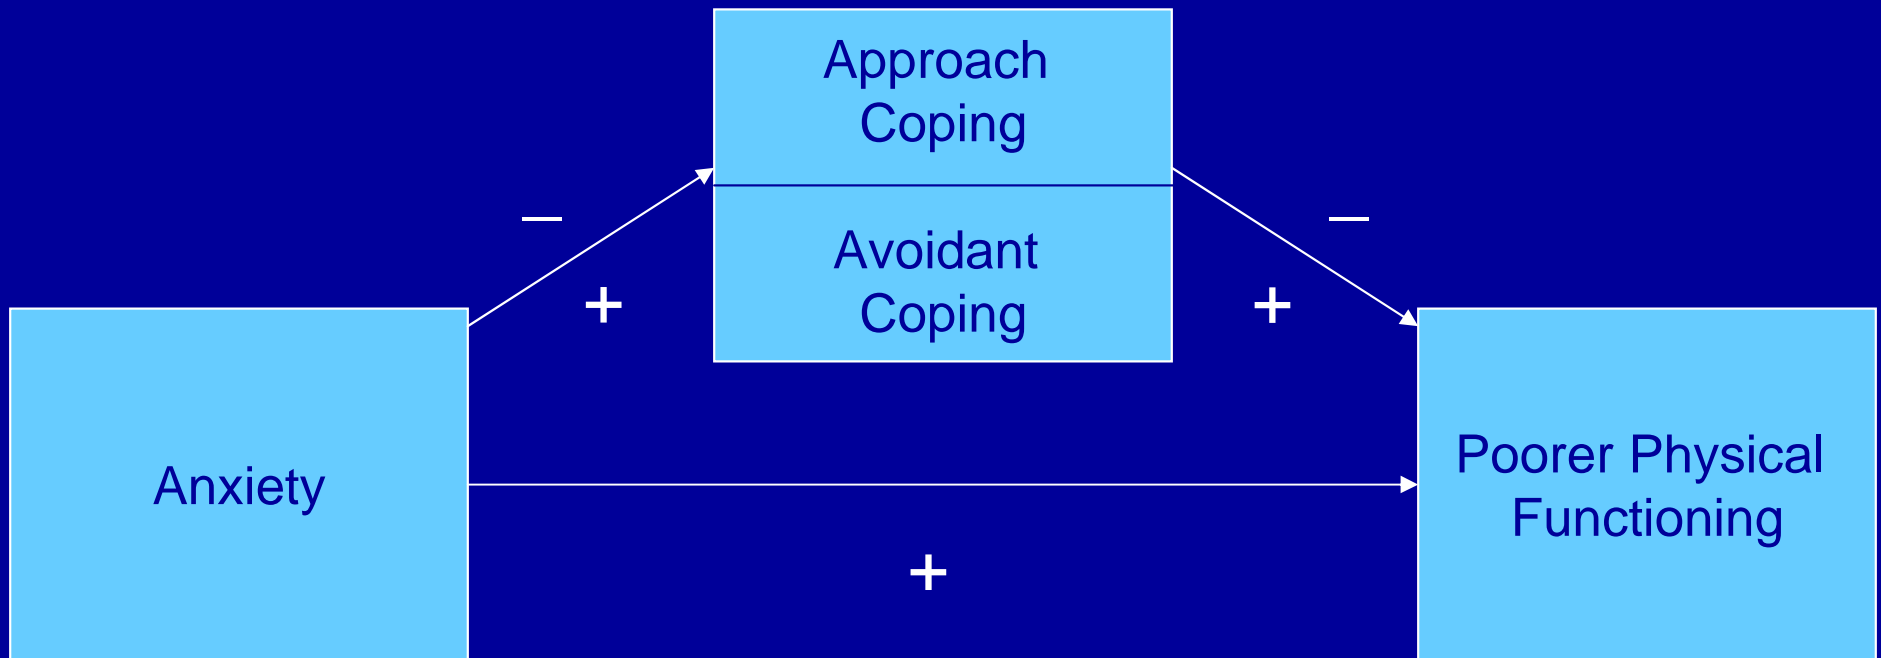 Approach
Coping
Avoidant
Coping
–
–
+
+
Anxiety
Poorer Physical
Functioning
+